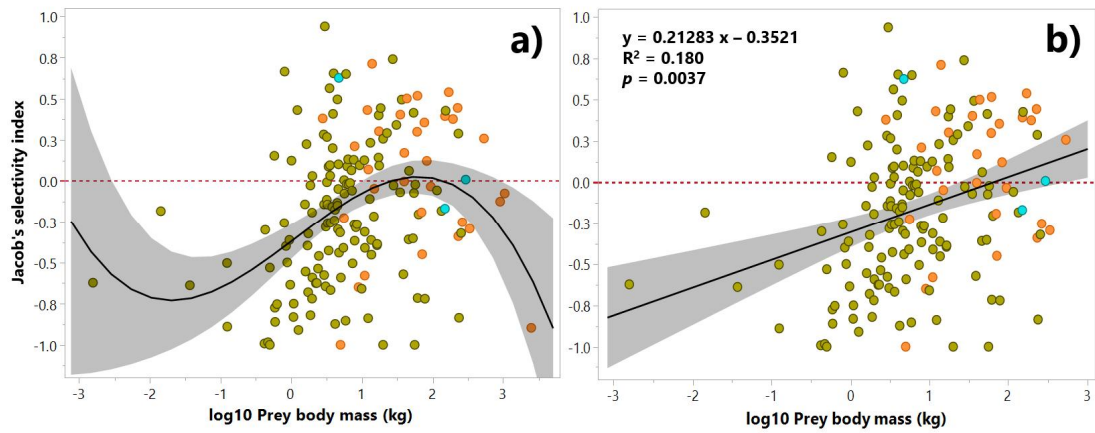 a)
1.0
0.8
0.5
0.3
0.0
-0.3
-0.5
-0.8
-1.0
Jacob's selectivity index
-3 -2 -1 0 1 2 3
log10 Prey body mass (kg)
b)
y = 0.21283 x – 0.3521
R² = 0.180
p = 0.0037
1.0
0.8
0.5
0.3
0.0
-0.3
-0.5
-0.8
-1.0
-3 -2 -1 0 1 2 3
log10 Prey body mass (kg)